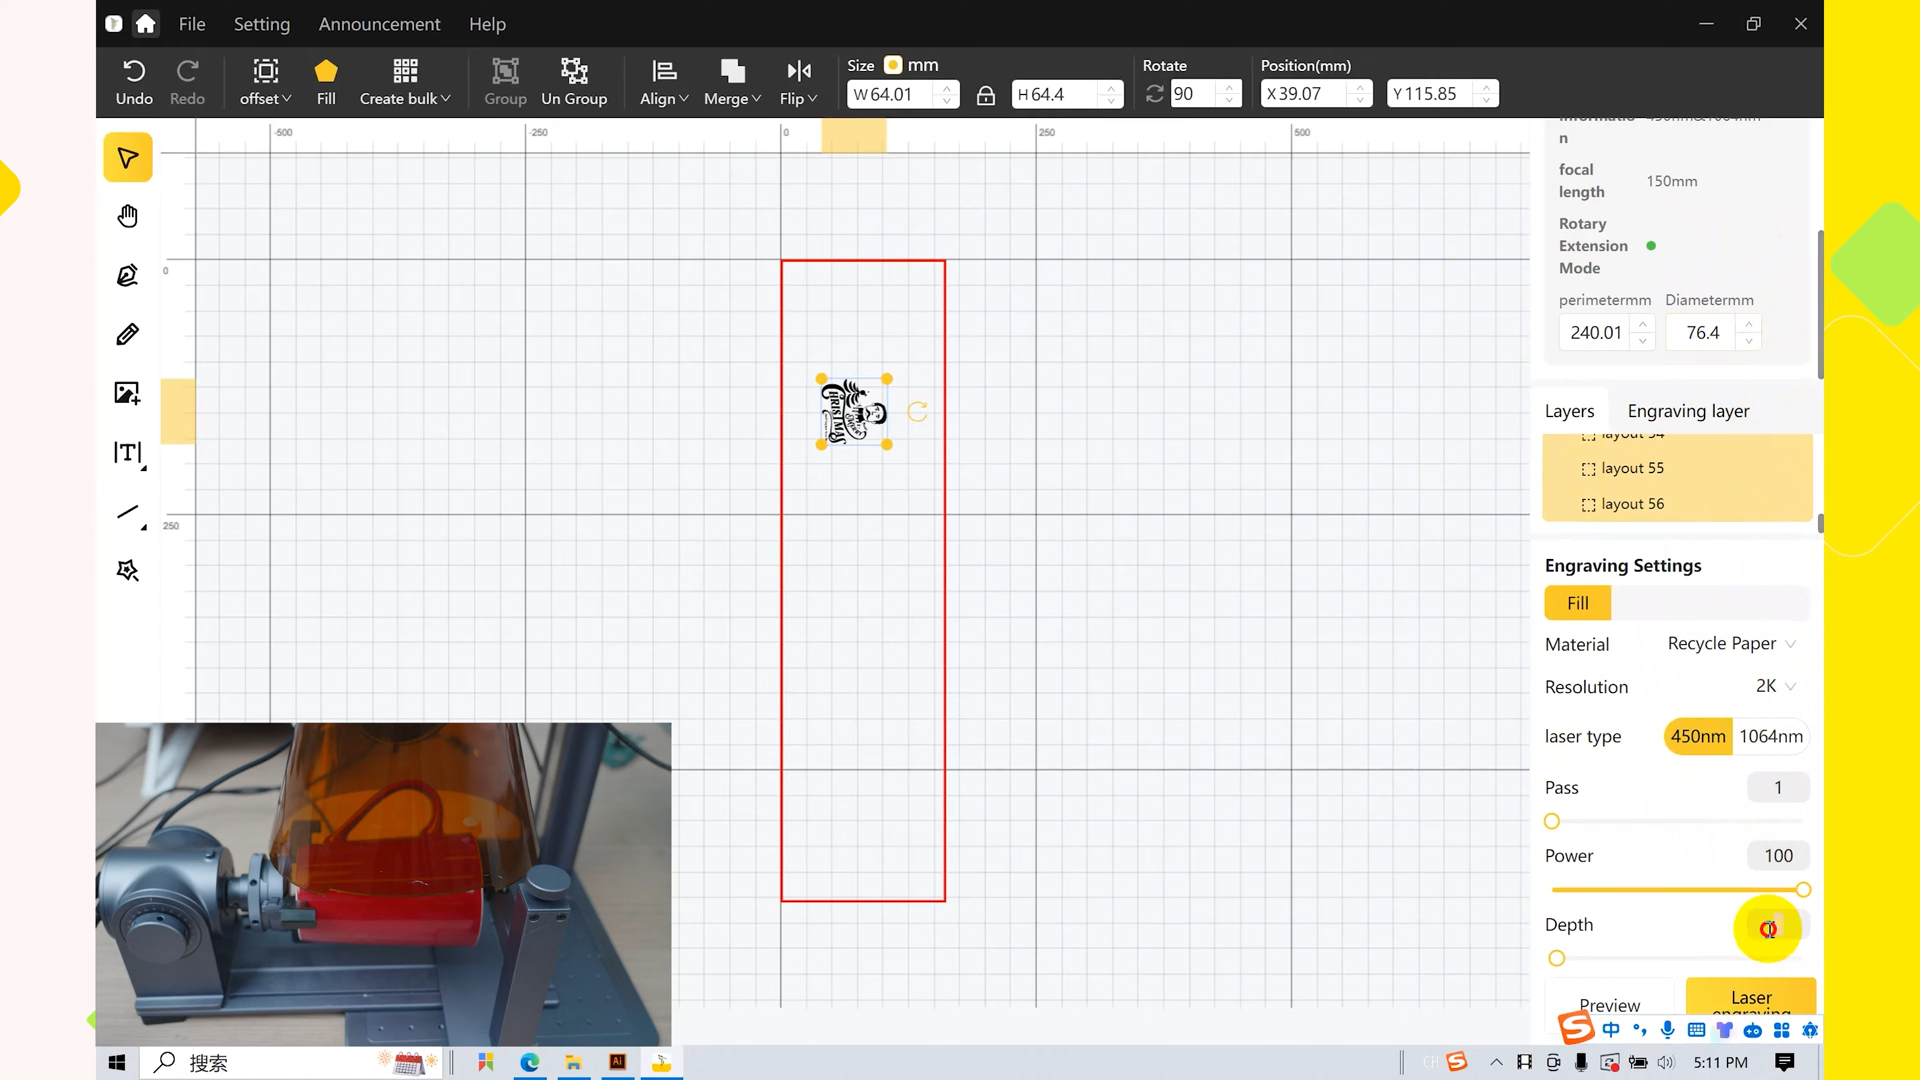 File Setting Announcement Help
Size mm Rotate Position(mm)
W 64.01 H 64.4 90 X 39.07 Y 115.85
Undo Redo offset Fill Create bulk Group Un Group Align Merge Flip
-500 -250 0 250 500
0
250
n
focal length 150mm
Rotary Extension Mode
perimetermm Diametermm
240.01 76.4
Layers Engraving layer
layout 55
layout 56
Engraving Settings
Fill
Material Recycle Paper
Resolution 2K
laser type 450nm 1064nm
Pass 1
Power 100
Depth
Preview Laser engraving
CHRISTMAS
中
搜索
CH
5:11 PM